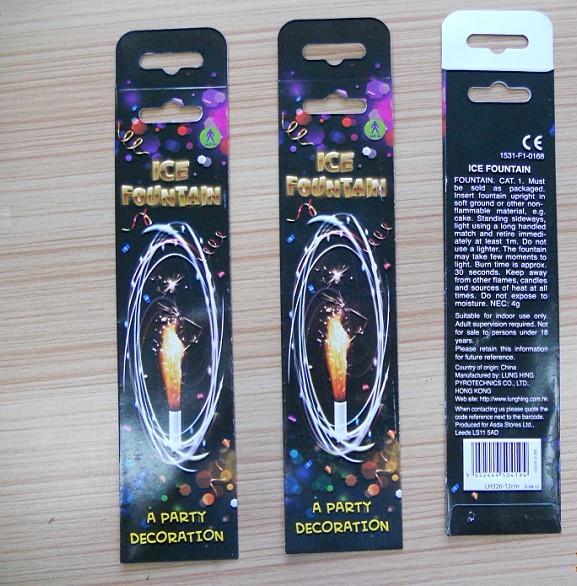 ICE
FOUNTAIN
A PARTY
DECORATION
ICE
FOUNTAIN
A PARTY
DECORATION
CE
1531-F1-0168
ICE FOUNTAIN
FOUNTAIN. CAT. 1. Must
be sold as packaged.
Insert fountain upright in
soft ground or other non-
flammable material, e.g.
cake. Standing sideways,
light using a long handled
match and retire immedi-
ately at least 1m. Do not
use a lighter. The fountain
may take few moments to
light. Burn time is approx.
30 seconds. Keep away
from other flames, candles
and sources of heat at all
times. Do not expose to
moisture. NEC: 4g
Suitable for indoor use only.
Adult supervision required. Not
for sale to persons under 18
years.
Please retain this information
for future reference.
Country of origin: China
Manufactured by: LUNG HING
PYROTECHNICS CO., LTD.,
HONG KONG
Web site: http://www.lunghing.com.hk
When contacting us please quote the
code reference next to the barcode.
Produced for Asda Stores Ltd.,
Leeds LS11 5AD
LH326-12cm